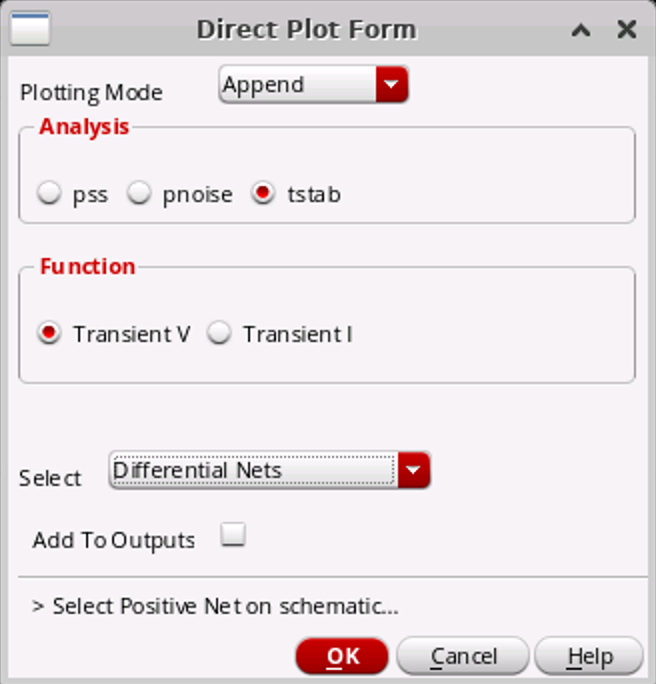 Direct Plot Form
Plotting Mode Append
Analysis
pss pnoise tstab
Function
Transient V Transient I
Select Differential Nets
Add To Outputs
> Select Positive Net on schematic...
OK Cancel Help